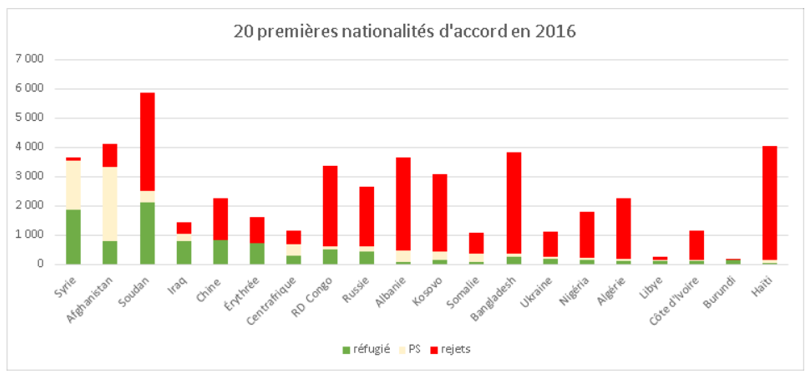 20 premières nationalités d'accord en 2016
7 000
6 000
5 000
4 000
3 000
2 000
1 000
0
Syrie
Afghanistan
Soudan
Iraq
Chine
Érythrée
Centrafrique
RD Congo
Russie
Albanie
Kosovo
Somalie
Bangladesh
Ukraine
Nigéria
Algérie
Libye
Côte d'Ivoire
Burundi
Haïti
réfugié PS rejets